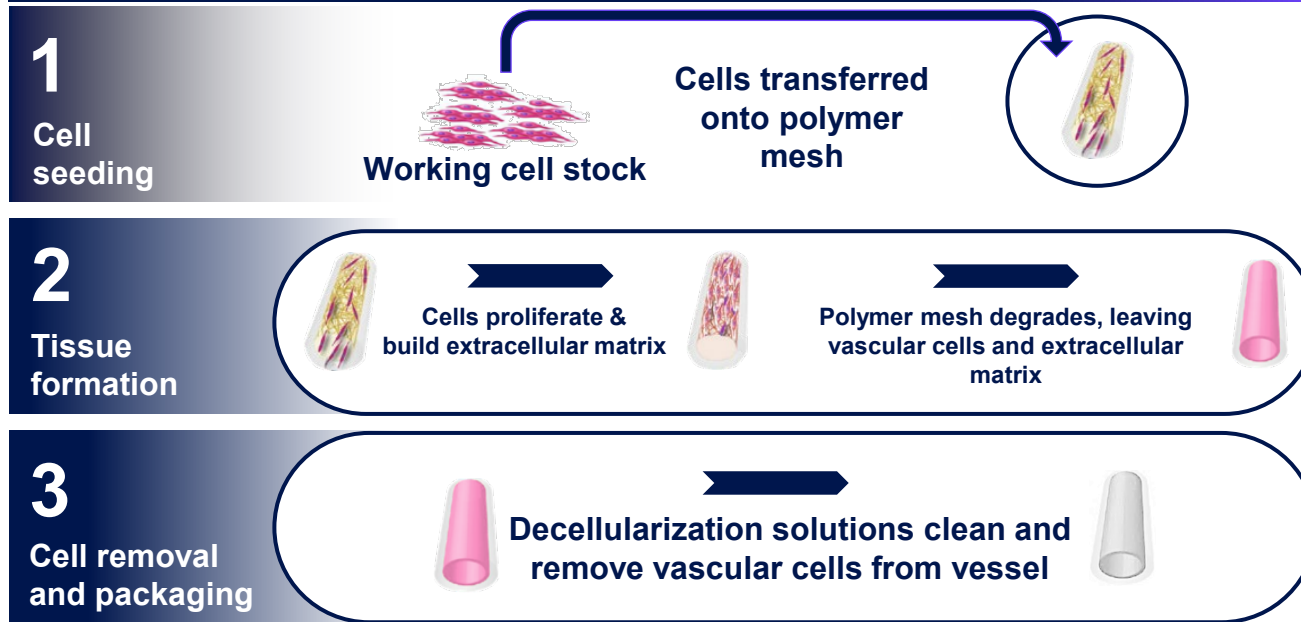 1
Cell
seeding
Working cell stock
Cells transferred
onto polymer
mesh
2
Tissue
formation
Cells proliferate &
build extracellular matrix
Polymer mesh degrades, leaving
vascular cells and extracellular
matrix
3
Cell removal
and packaging
Decellularization solutions clean and
remove vascular cells from vessel